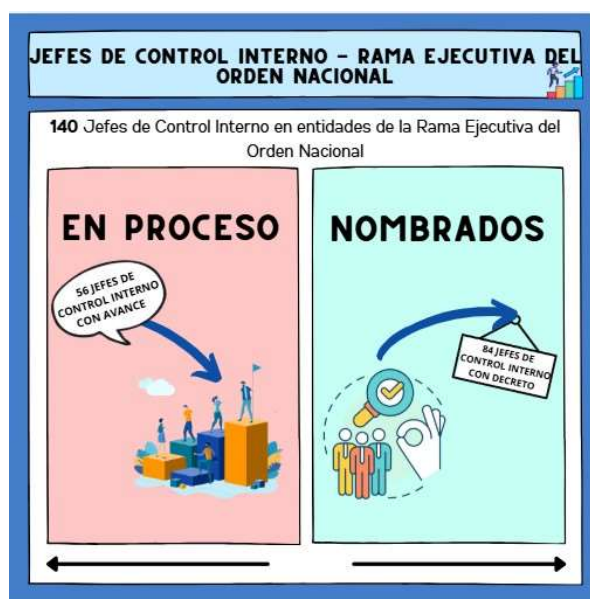 JEFES DE CONTROL INTERNO – RAMA EJECUTIVA DEL
ORDEN NACIONAL
140 Jefes de Control Interno en entidades de la Rama Ejecutiva del
Orden Nacional
EN PROCESO
56 JEFES DE
CONTROL INTERNO
CON AVANCE
NOMBRADOS
84 JEFES DE
CONTROL INTERNO
CON DECRETO